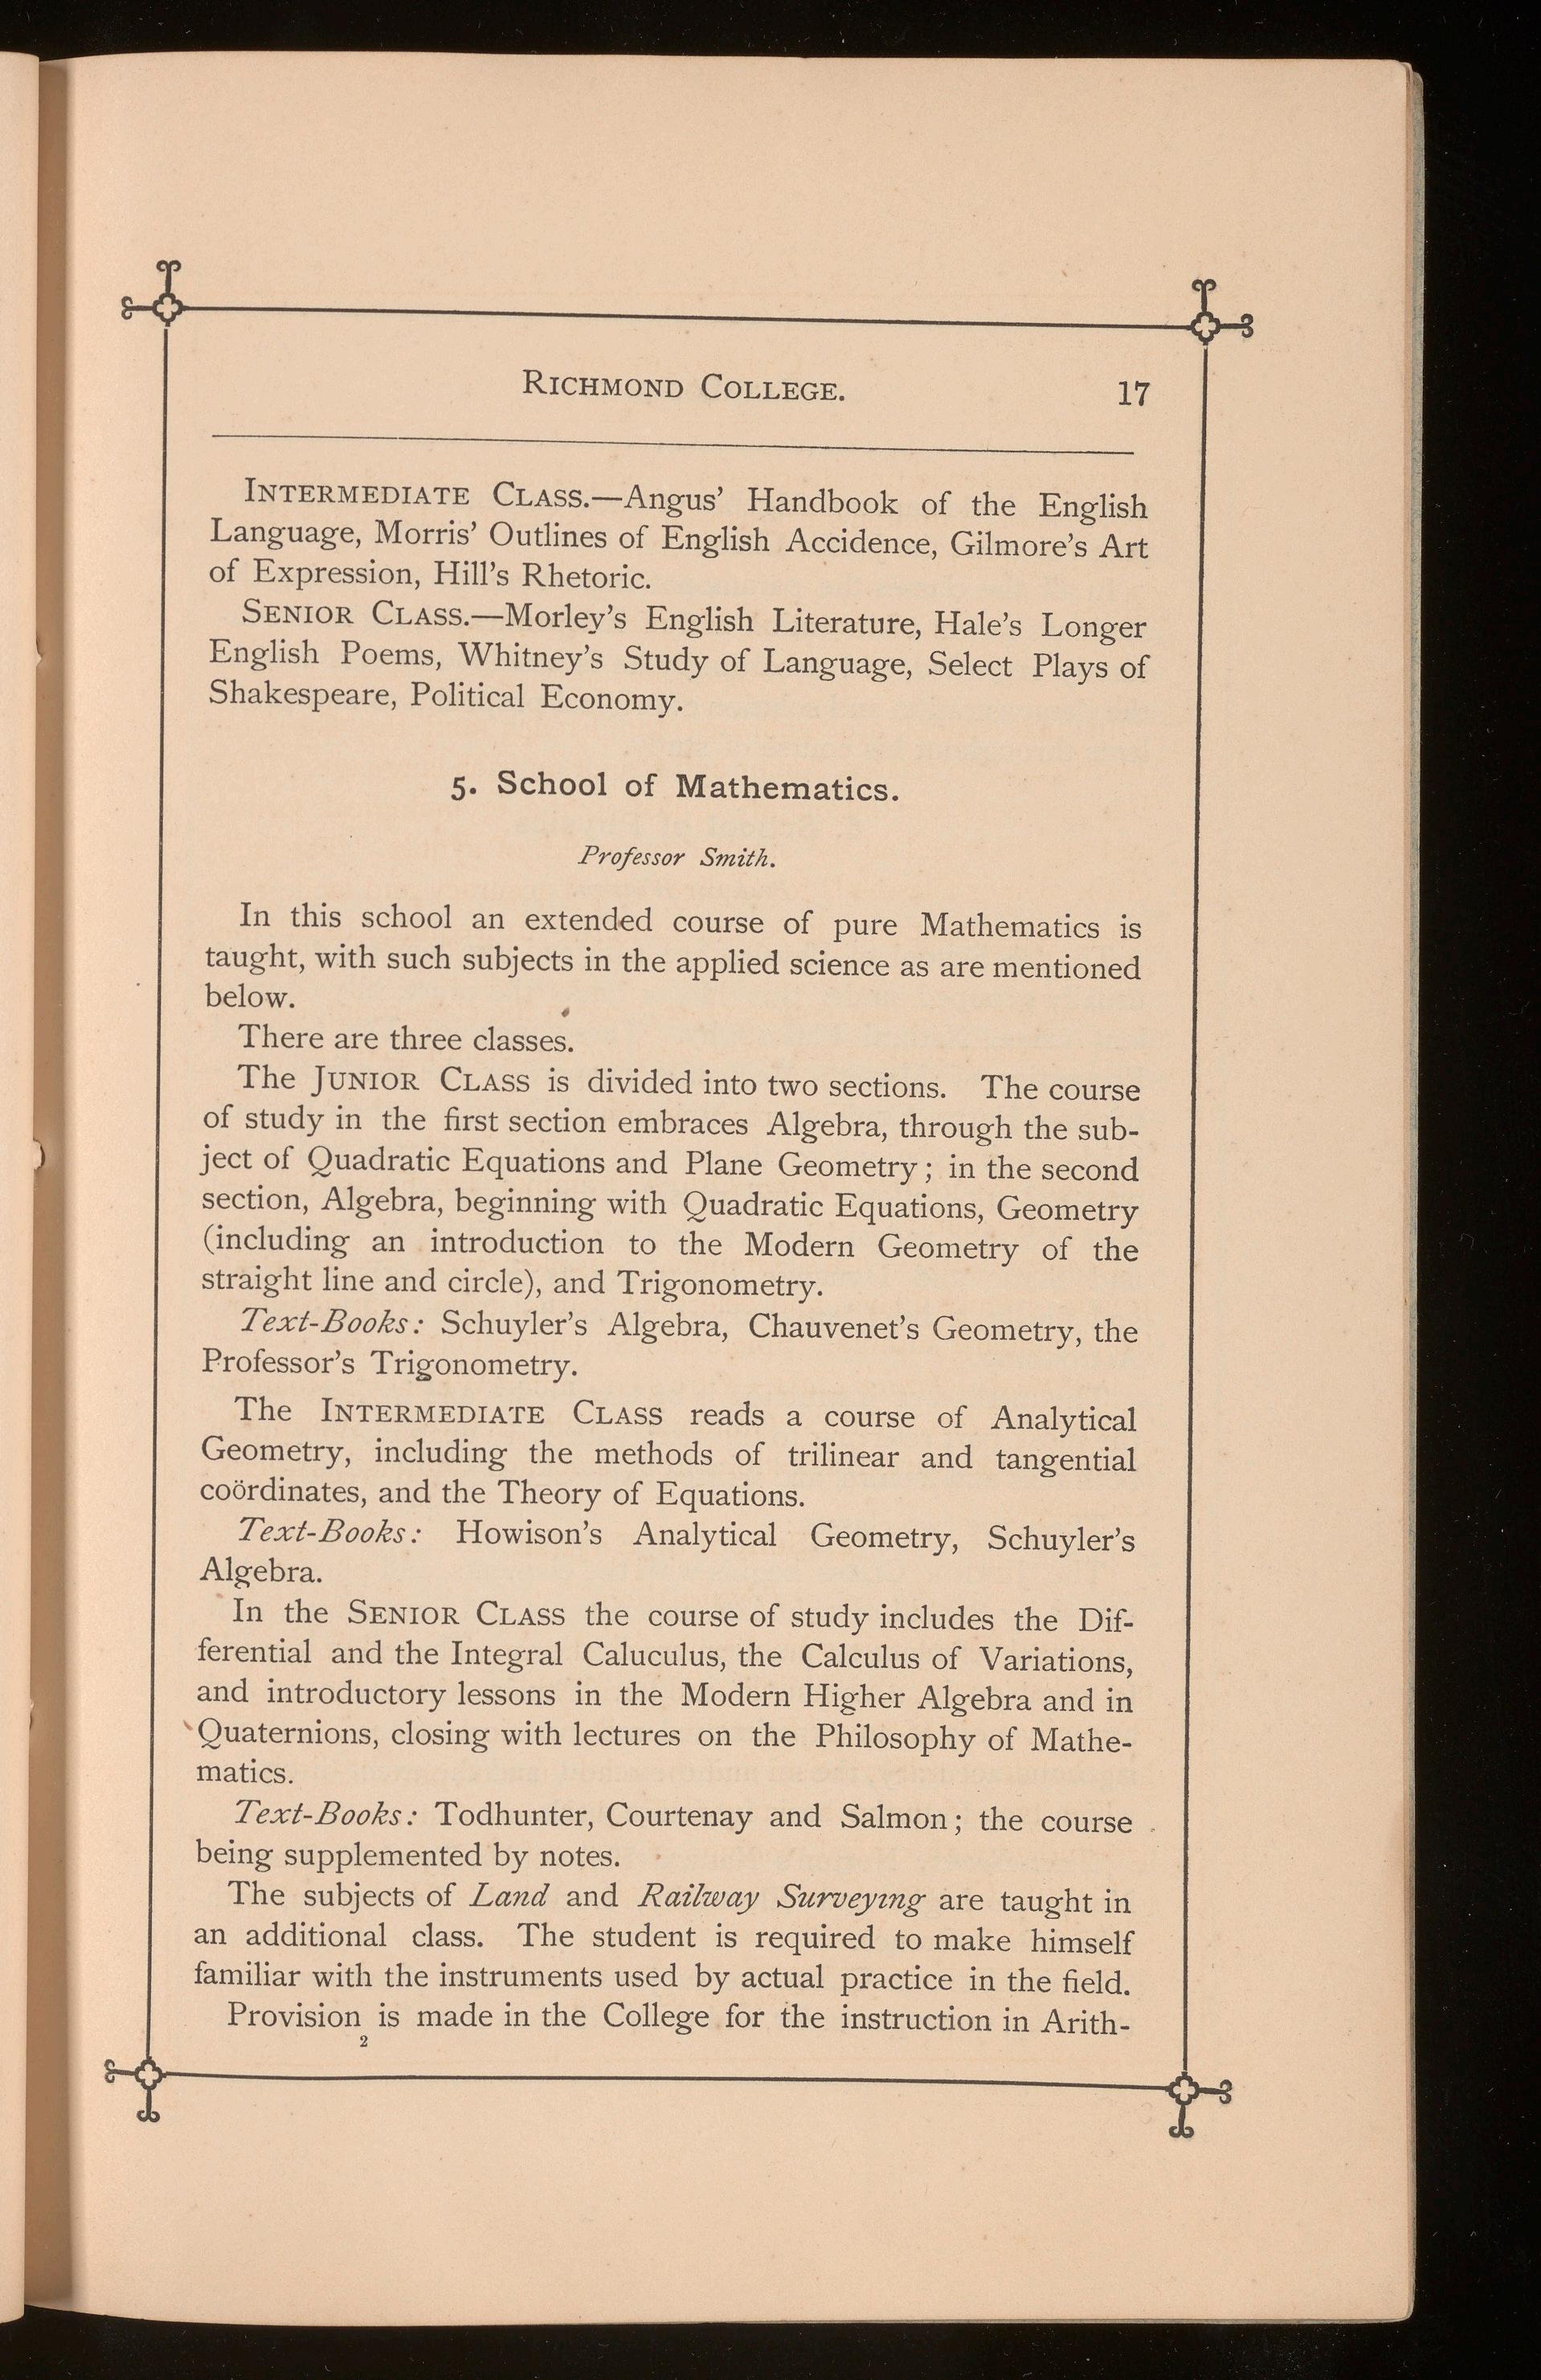 RICHMOND COLLEGE. 17
INTERMEDIATE CLASS.—Angus’ Handbook of the English
Language, Morris’ Outlines of English Accidence, Gilmore’s Art
of Expression, Hill’s Rhetoric.
SENIOR CLASS.—Morley’s English Literature, Hale’s Longer
English Poems, Whitney’s Study of Language, Select Plays of
Shakespeare, Political Economy.
5. School of Mathematics.
Professor Smith.
In this school an extended course of pure Mathematics is
taught, with such subjects in the applied science as are mentioned
below.
There are three classes.
The JUNIOR CLASS is divided into two sections. The course
of study in the first section embraces Algebra, through the sub-
ject of Quadratic Equations and Plane Geometry; in the second
section, Algebra, beginning with Quadratic Equations, Geometry
(including an introduction to the Modern Geometry of the
straight line and circle), and Trigonometry.
Text-Books: Schuyler’s Algebra, Chauvenet’s Geometry, the
Professor’s Trigonometry.
The INTERMEDIATE CLASS reads a course of Analytical
Geometry, including the methods of trilinear and tangential
coördinates, and the Theory of Equations.
Text-Books: Howison’s Analytical Geometry, Schuyler’s
Algebra.
In the SENIOR CLASS the course of study includes the Dif-
ferential and the Integral Caluculus, the Calculus of Variations,
and introductory lessons in the Modern Higher Algebra and in
Quaternions, closing with lectures on the Philosophy of Mathe-
matics.
Text-Books: Todhunter, Courtenay and Salmon; the course
being supplemented by notes.
The subjects of Land and Railway Surveying are taught in
an additional class. The student is required to make himself
familiar with the instruments used by actual practice in the field.
Provision is made in the College for the instruction in Arith-
2